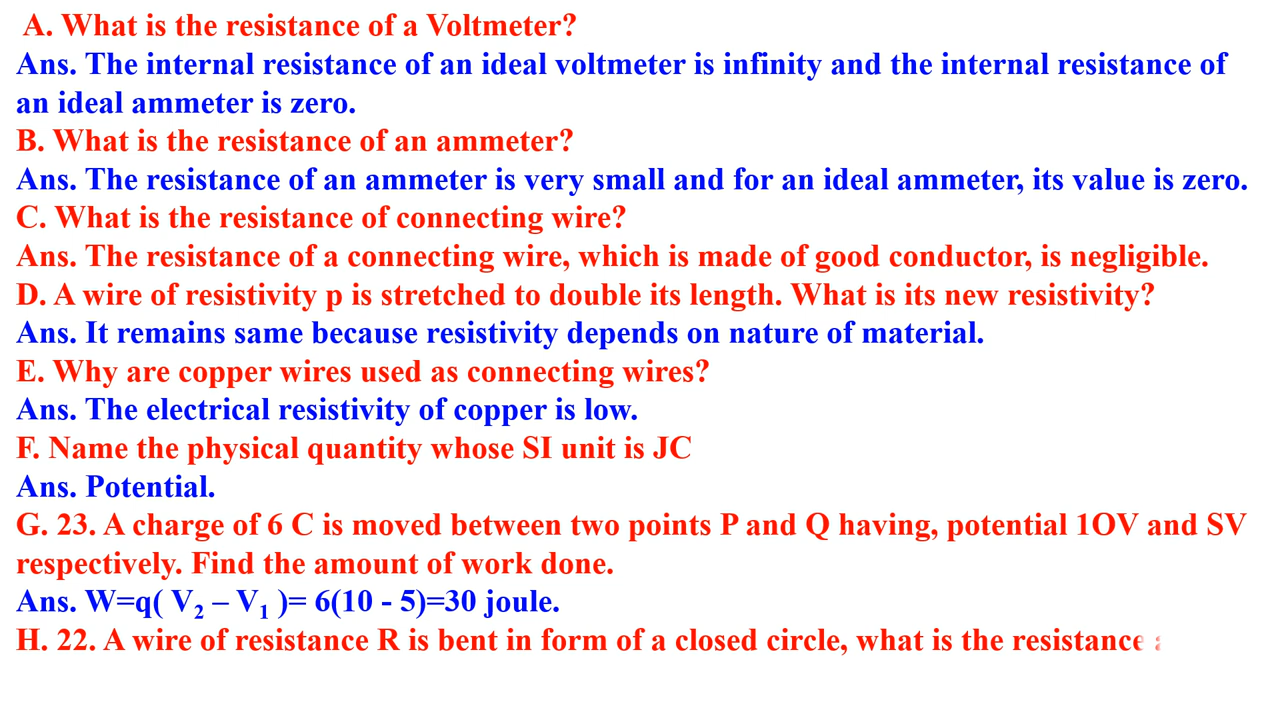 A. What is the resistance of a Voltmeter?
Ans. The internal resistance of an ideal voltmeter is infinity and the internal resistance of
an ideal ammeter is zero.
B. What is the resistance of an ammeter?
Ans. The resistance of an ammeter is very small and for an ideal ammeter, its value is zero.
C. What is the resistance of connecting wire?
Ans. The resistance of a connecting wire, which is made of good conductor, is negligible.
D. A wire of resistivity p is stretched to double its length. What is its new resistivity?
Ans. It remains same because resistivity depends on nature of material.
E. Why are copper wires used as connecting wires?
Ans. The electrical resistivity of copper is low.
F. Name the physical quantity whose SI unit is JC
Ans. Potential.
G. 23. A charge of 6 C is moved between two points P and Q having, potential 1OV and SV
respectively. Find the amount of work done.
Ans. W=q( V₂ – V₁ )= 6(10 - 5)=30 joule.
H. 22. A wire of resistance R is bent in form of a closed circle, what is the resistance